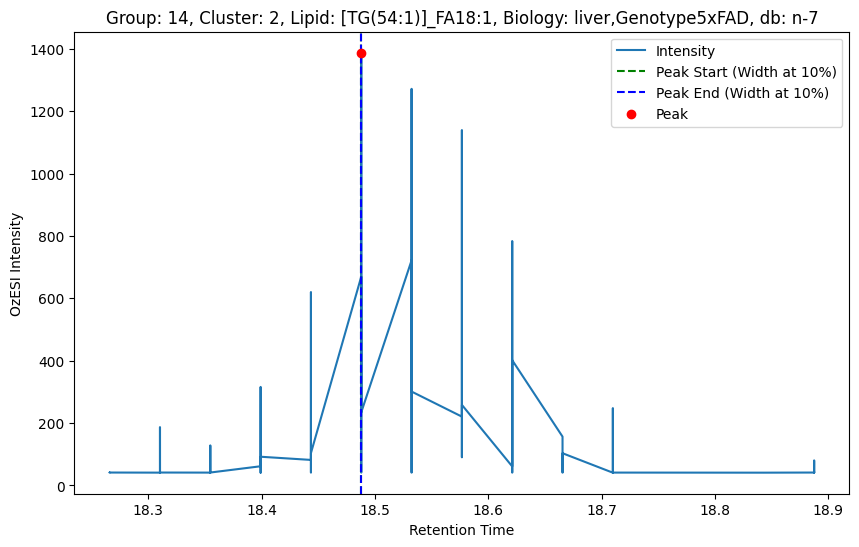 Group: 14, Cluster: 2, Lipid: [TG(54:1)]_FA18:1, Biology: liver,Genotype5xFAD, db: n-7
Intensity
Peak Start (Width at 10%)
Peak End (Width at 10%)
Peak
1400
1200
1000
800
600
400
200
0
OzESI Intensity
18.3 18.4 18.5 18.6 18.7 18.8 18.9
Retention Time